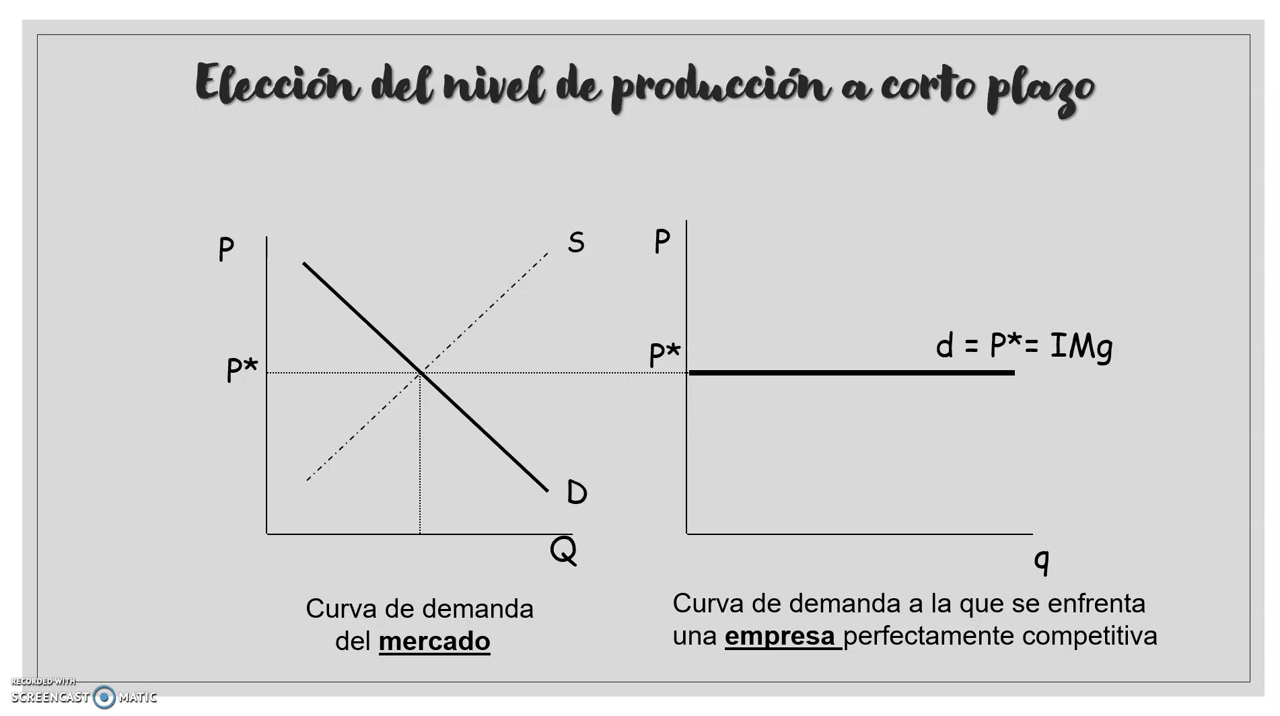 Elección del nivel de producción a corto plazo
P
S
P*
D
Q
Curva de demanda
del mercado
P
P*
d = P*= IMg
q
Curva de demanda a la que se enfrenta
una empresa perfectamente competitiva
RECORDED WITH
SCREENCAST MATIC